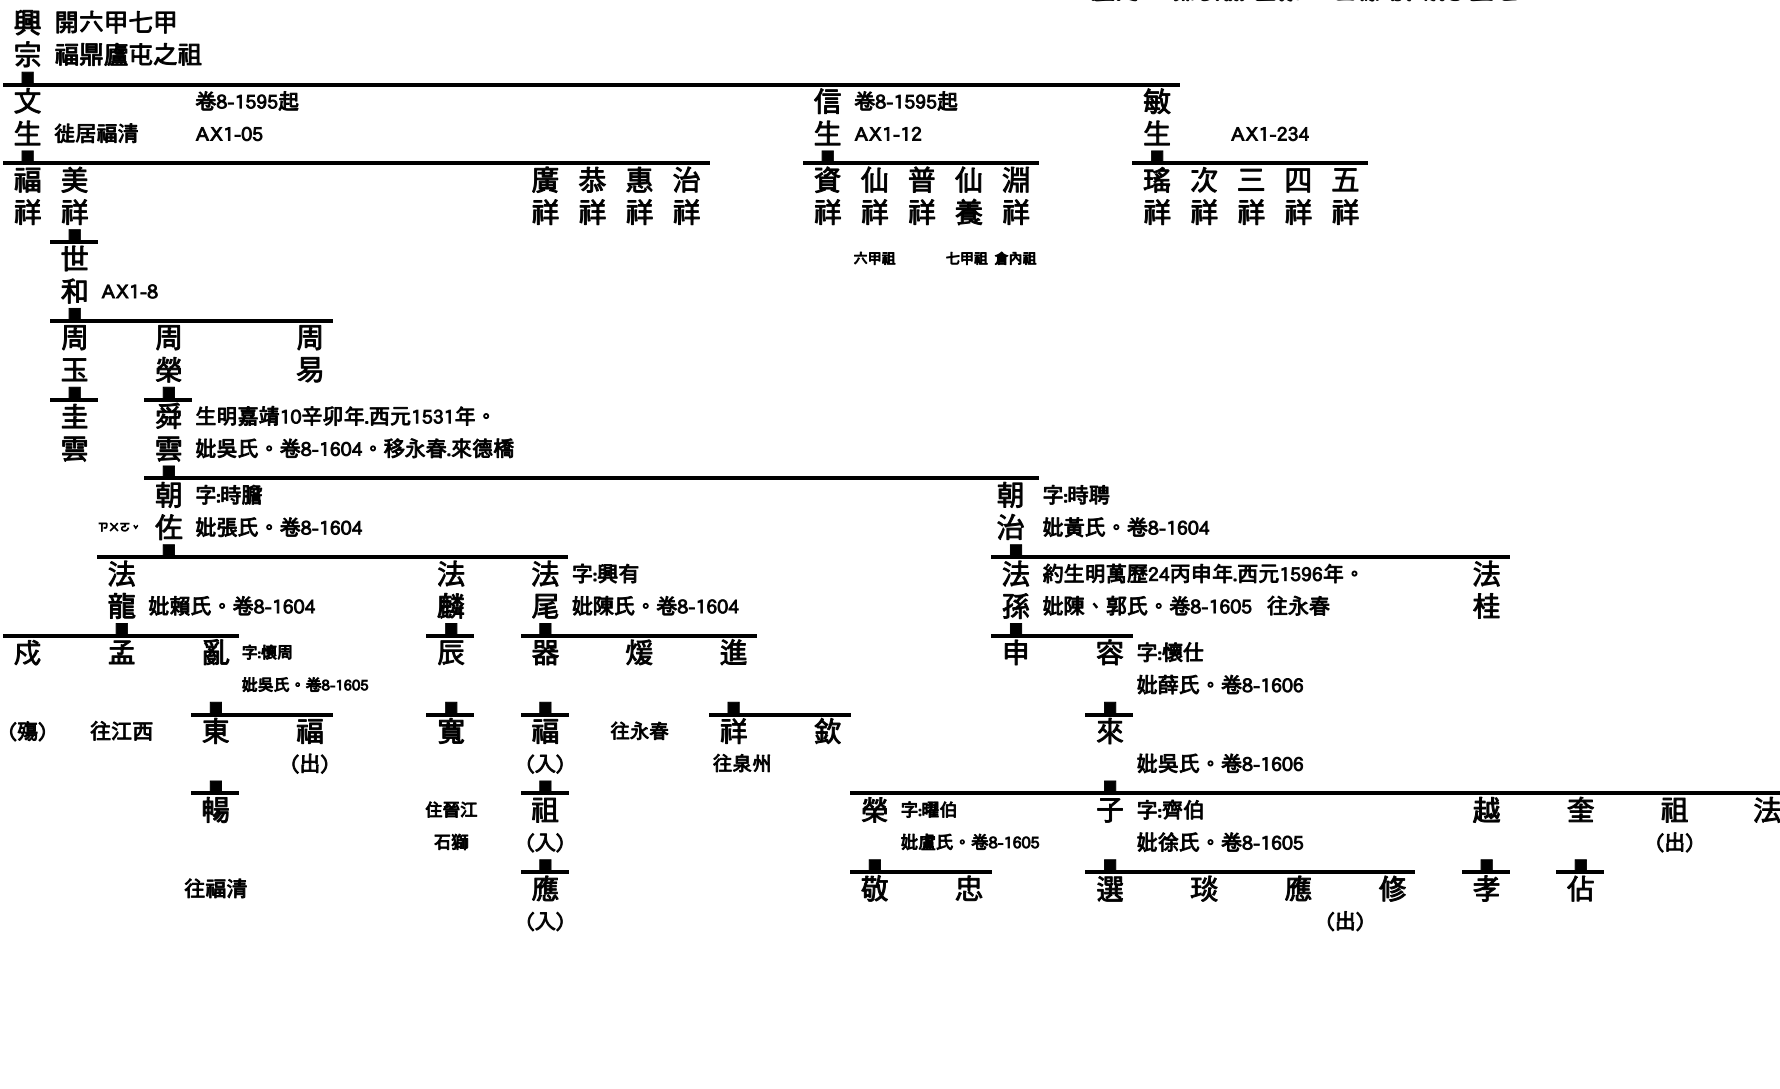 興宗 開六甲七甲
福鼎廬屯之祖
文生 徙居福清 卷8-1595起 AX1-05
信生 卷8-1595起 AX1-12
敏生 AX1-234
福祥 美祥 廣祥 恭祥 惠祥 治祥
資祥 仙祥 普祥 仙養 淵祥
瑤祥 次祥 三祥 四祥 五祥
六甲祖 七甲祖 倉內祖
世和 AX1-8
周玉 周榮 周易
圭雲
舜雲 生明嘉靖10辛卯年.西元1531年。
妣吳氏。卷8-1604。移永春.來德橋
朝佐 字:時膽
ㄗㄨㄛˇ 妣張氏。卷8-1604
朝治 字:時聘
妣黃氏。卷8-1604
法龍 妣賴氏。卷8-1604
法麟
法尾 字:興有
妣陳氏。卷8-1604
法孫 約生明萬歷24丙申年.西元1596年。
妣陳、郭氏。卷8-1605 往永春
法桂
戍 孟 亂 字:懷周
妣吳氏。卷8-1605
辰 器 煖 進
申 容 字:懷仕
妣薛氏。卷8-1606
(殤) 往江西 東 福 寬 福 往永春 祥 欽 來
(出) (入) 往泉州 妣吳氏。卷8-1606
暢 住晉江 祖 榮 字:曜伯 子 字:齊伯 越 奎 祖 法
石獅 (入) 妣盧氏。卷8-1605 妣徐氏。卷8-1605 (出)
往福清 應 敬 忠 選 琰 應 修 孝 佔
(入) (出)